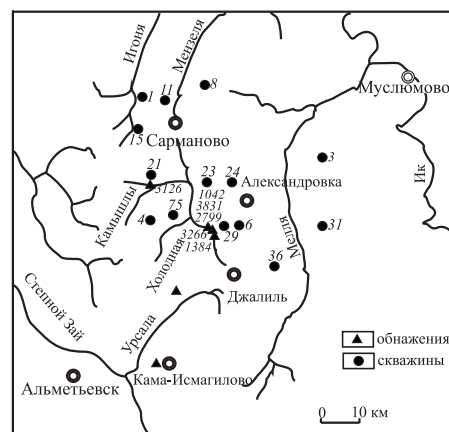 Игоня
Мензеля
Муслюмово
1
11
8
15
Сарманово
3
21
3126
23
24
1042
3831
2799
Александровка
Ик
Камышлы
4
75
Холодная
3266
1384
29
6
Мелля
31
36
Джалиль
Степной Зай
Урсала
обнажения
скважины
Альметьевск
Кама-Исмагилово
0 10 км